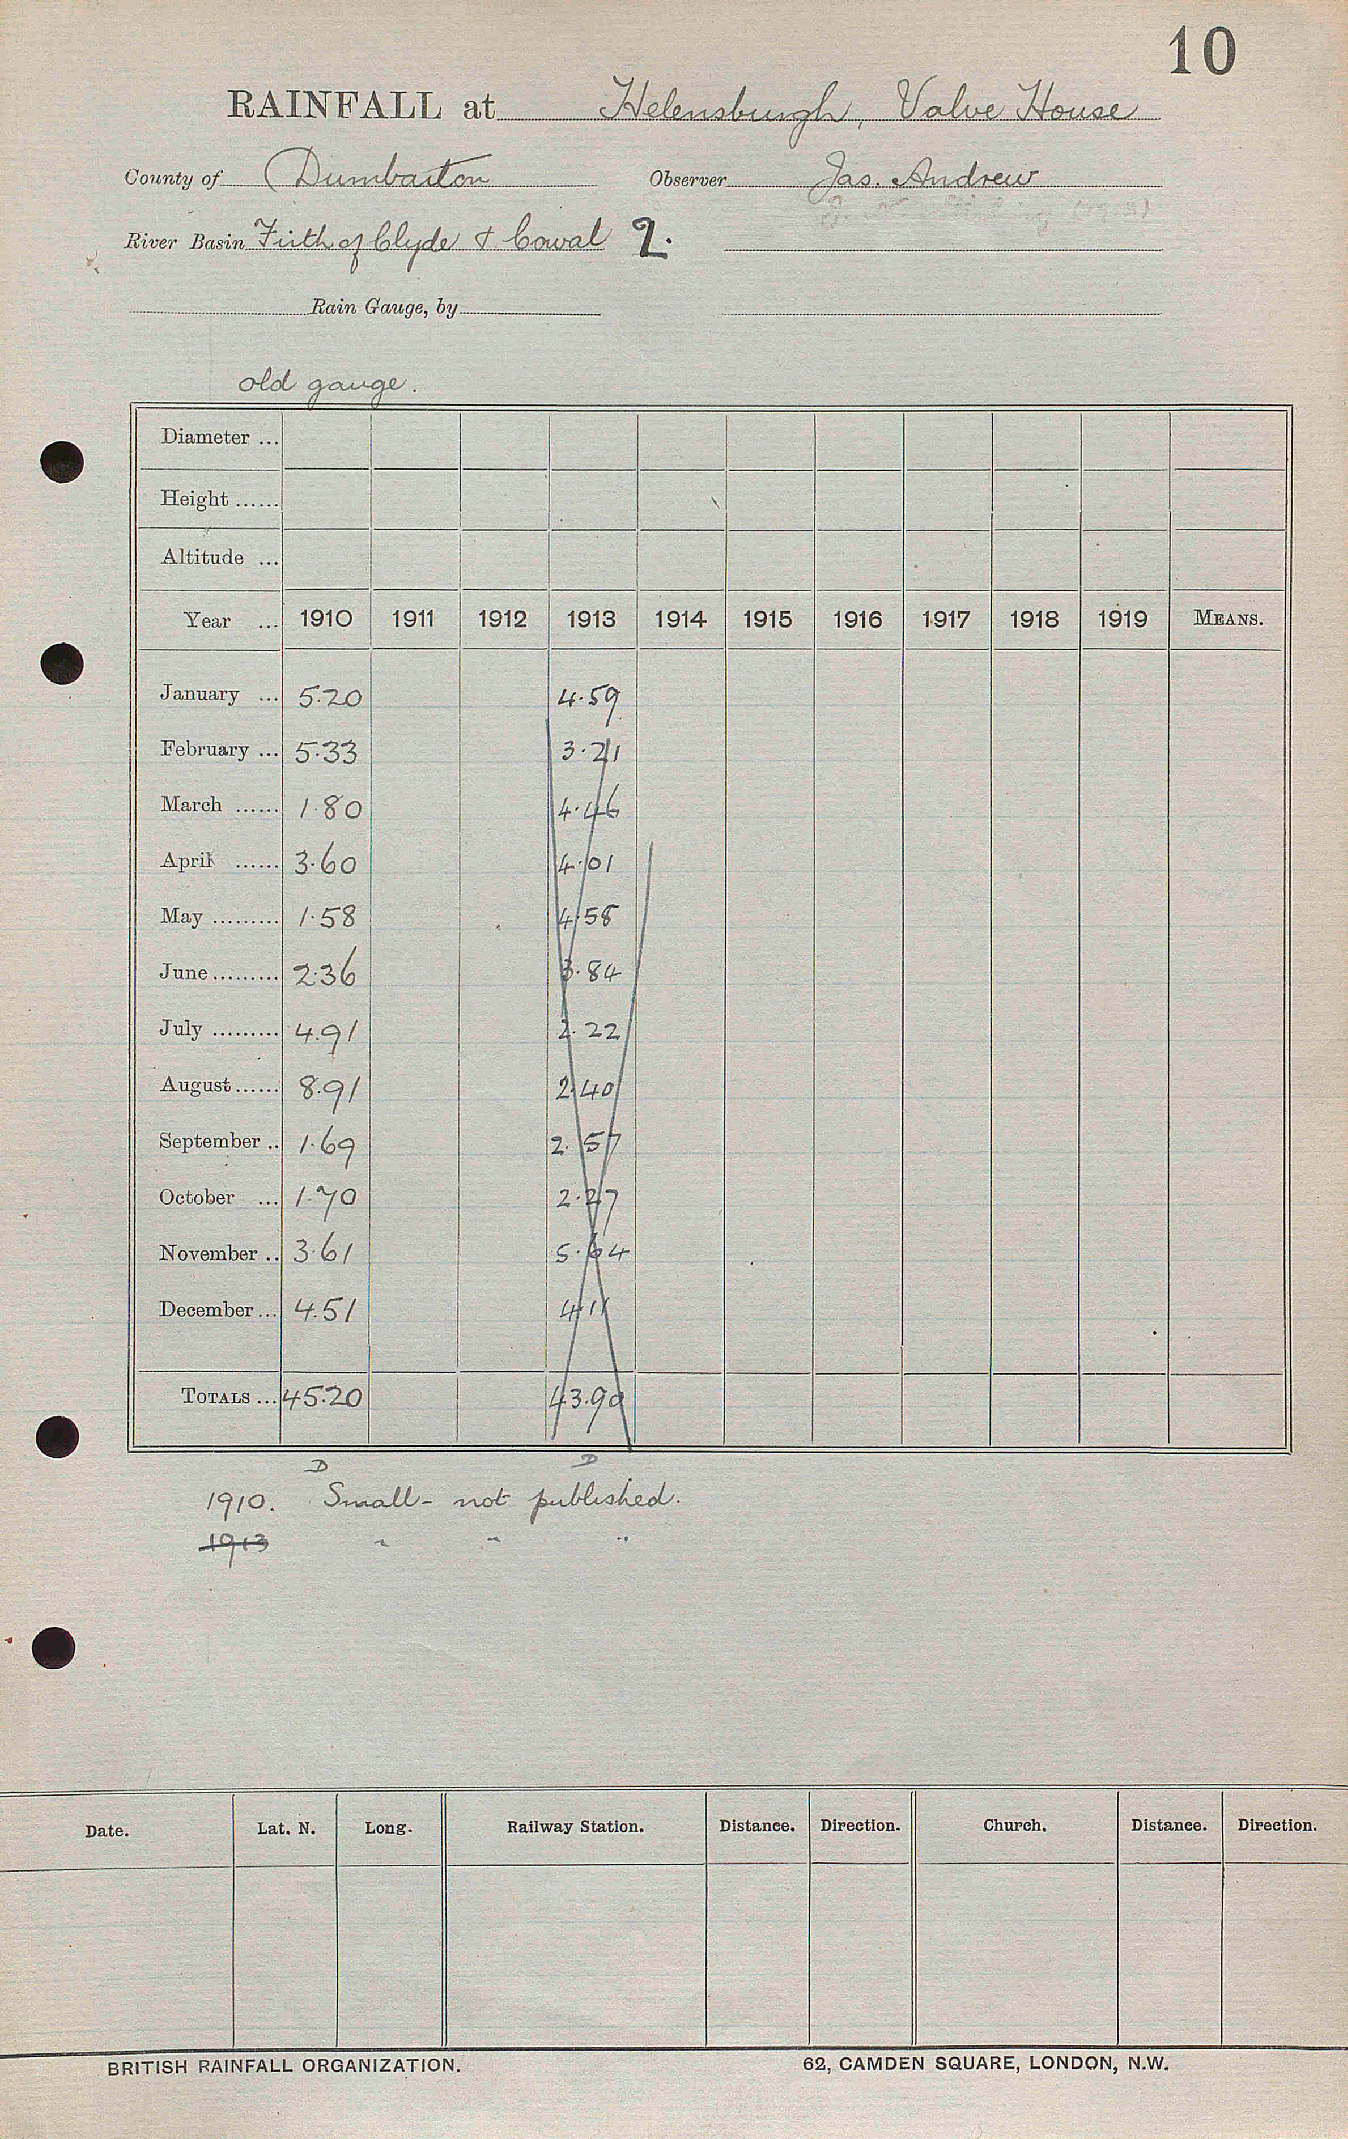 10
RAINFALL at Helensburgh, Valve House
County of Dumbarton Observer Jas. Andrew
River Basin Firth of Clyde & Cowal 2.
Rain Gauge, by
old gauge.
Diameter ...
Height ......
Altitude ...
Year ... 1910 1911 1912 1913 1914 1915 1916 1917 1918 1919 MEANS.
January ... 5.20 4.59
February ... 5.33 3.21
March ...... 1.80 4.46
April ...... 3.60 4.01
May ......... 1.58 4.58
June ......... 2.36 3.84
July ......... 4.91 2.22
August ...... 8.91 2.40
September .. 1.69 2.57
October ... 1.70 2.27
November .. 3.61 5.64
December ... 4.51 4.11
TOTALS ... 45.20 43.90
D D
1910. Small - not published.
1913 " " "
Date. Lat. N. Long. Railway Station. Distance. Direction. Church. Distance. Direction.
BRITISH RAINFALL ORGANIZATION. 62, CAMDEN SQUARE, LONDON, N.W.